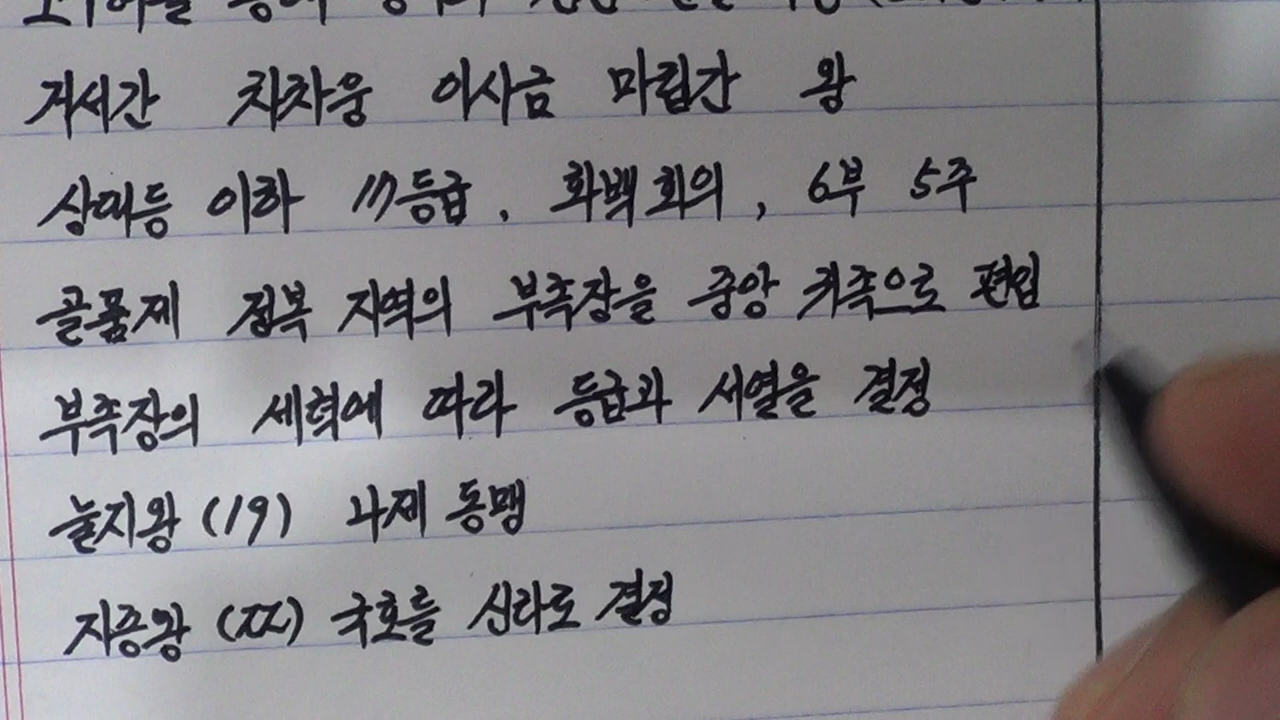 거서간 차차웅 이사금 마립간 왕
상대등 이하 17등급, 화백 회의, 6부 5주
골품제 점복 지역의 부족장을 중앙 귀족으로 편입
부족장의 세력에 따라 등급과 서열을 결정
눌지왕 (19) 나제 동맹
지증왕 (22) 국호를 신라로 결정